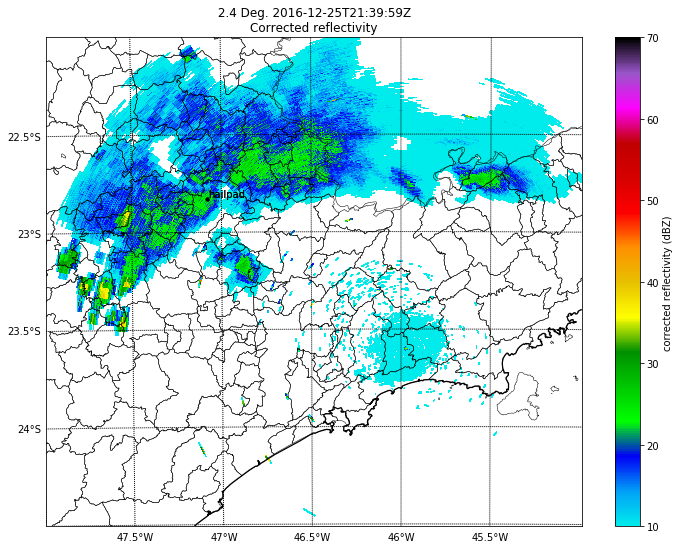 2.4 Deg. 2016-12-25T21:39:59Z
Corrected reflectivity
70
60
50
40
30
20
10
corrected reflectivity (dBZ)
22.5°S
23°S
23.5°S
24°S
hailpad
47.5°W
47°W
46.5°W
46°W
45.5°W